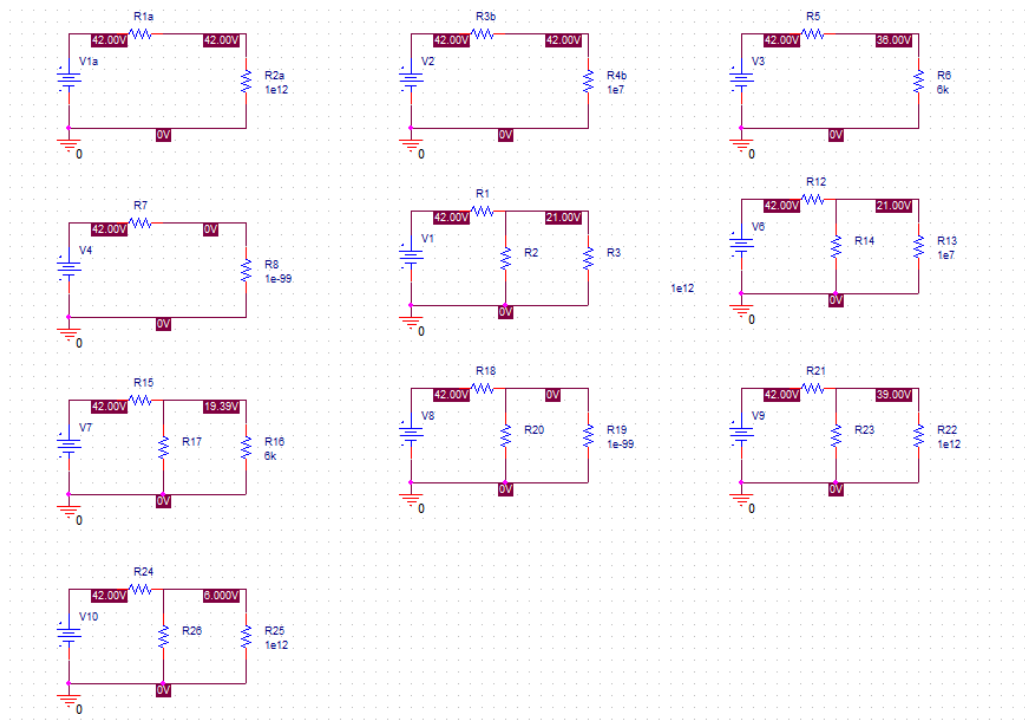 R1a
42.00V
42.00V
V1a
R2a
1e12
0V
0
R3b
42.00V
42.00V
V2
R4b
1e7
0V
0
R5
42.00V
36.00V
V3
R6
6k
0V
0
R7
42.00V
0V
V4
R8
1e-99
0V
0
R1
42.00V
21.00V
V1
R2
R3
0V
0
1e12
R12
42.00V
21.00V
V6
R14
R13
1e7
0V
0
R15
42.00V
19.39V
V7
R17
R16
6k
0V
0
R18
42.00V
0V
V8
R20
R19
1e-99
0V
0
R21
42.00V
39.00V
V9
R23
R22
1e12
0V
0
R24
42.00V
6.000V
V10
R26
R25
1e12
0V
0